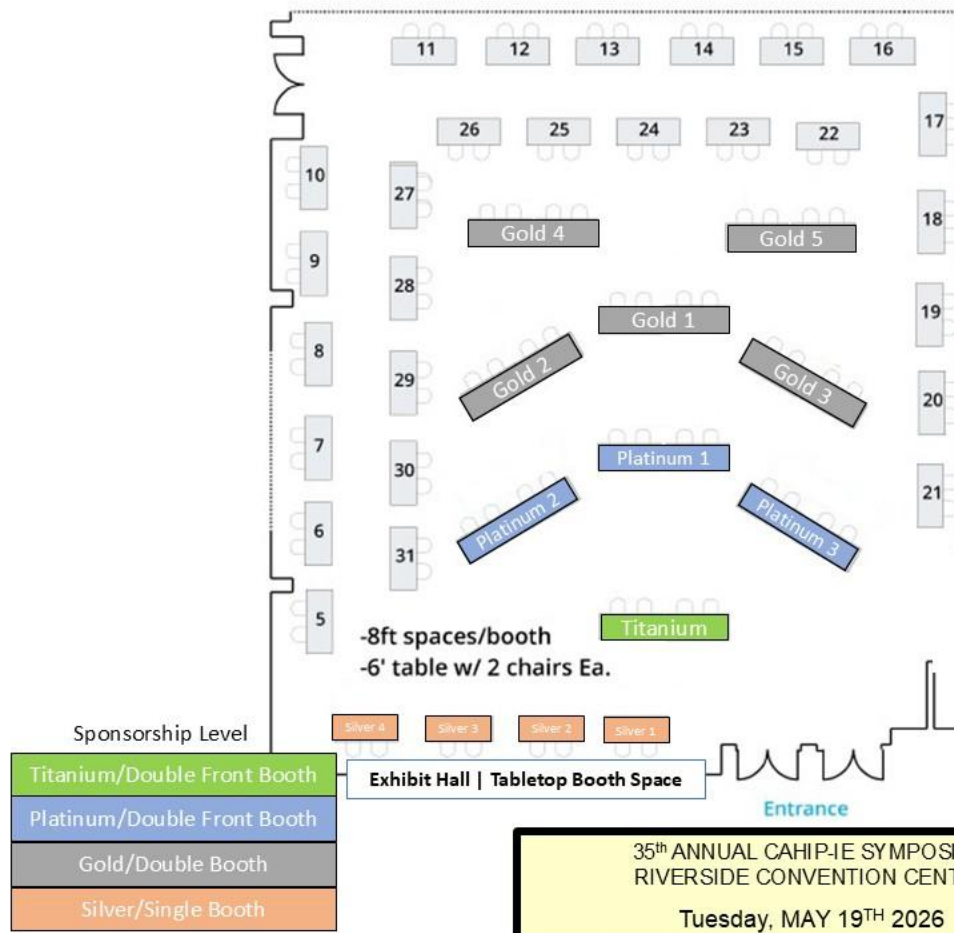 11
12
13
14
15
16
26
25
24
23
22
17
10
27
Gold 4
Gold 5
18
9
28
Gold 1
19
8
29
Gold 2
Gold 3
20
7
30
Platinum 1
21
6
31
Platinum 2
Platinum 3
5
-8ft spaces/booth
-6' table w/ 2 chairs Ea.
Titanium
Silver 4
Silver 3
Silver 2
Silver 1
Exhibit Hall | Tabletop Booth Space
Entrance
Sponsorship Level
Titanium/Double Front Booth
Platinum/Double Front Booth
Gold/Double Booth
Silver/Single Booth
35th ANNUAL CAHIP-IE SYMPOS
RIVERSIDE CONVENTION CENT
Tuesday, MAY 19TH 2026